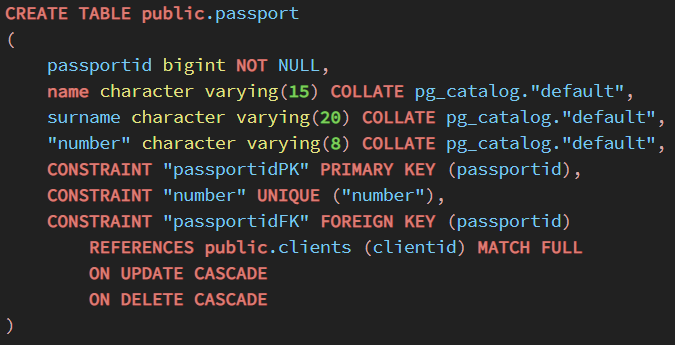 CREATE TABLE public.passport
(
    passportid bigint NOT NULL,
    name character varying(15) COLLATE pg_catalog."default",
    surname character varying(20) COLLATE pg_catalog."default",
    "number" character varying(8) COLLATE pg_catalog."default",
    CONSTRAINT "passportidPK" PRIMARY KEY (passportid),
    CONSTRAINT "number" UNIQUE ("number"),
    CONSTRAINT "passportidFK" FOREIGN KEY (passportid)
        REFERENCES public.clients (clientid) MATCH FULL
        ON UPDATE CASCADE
        ON DELETE CASCADE
)